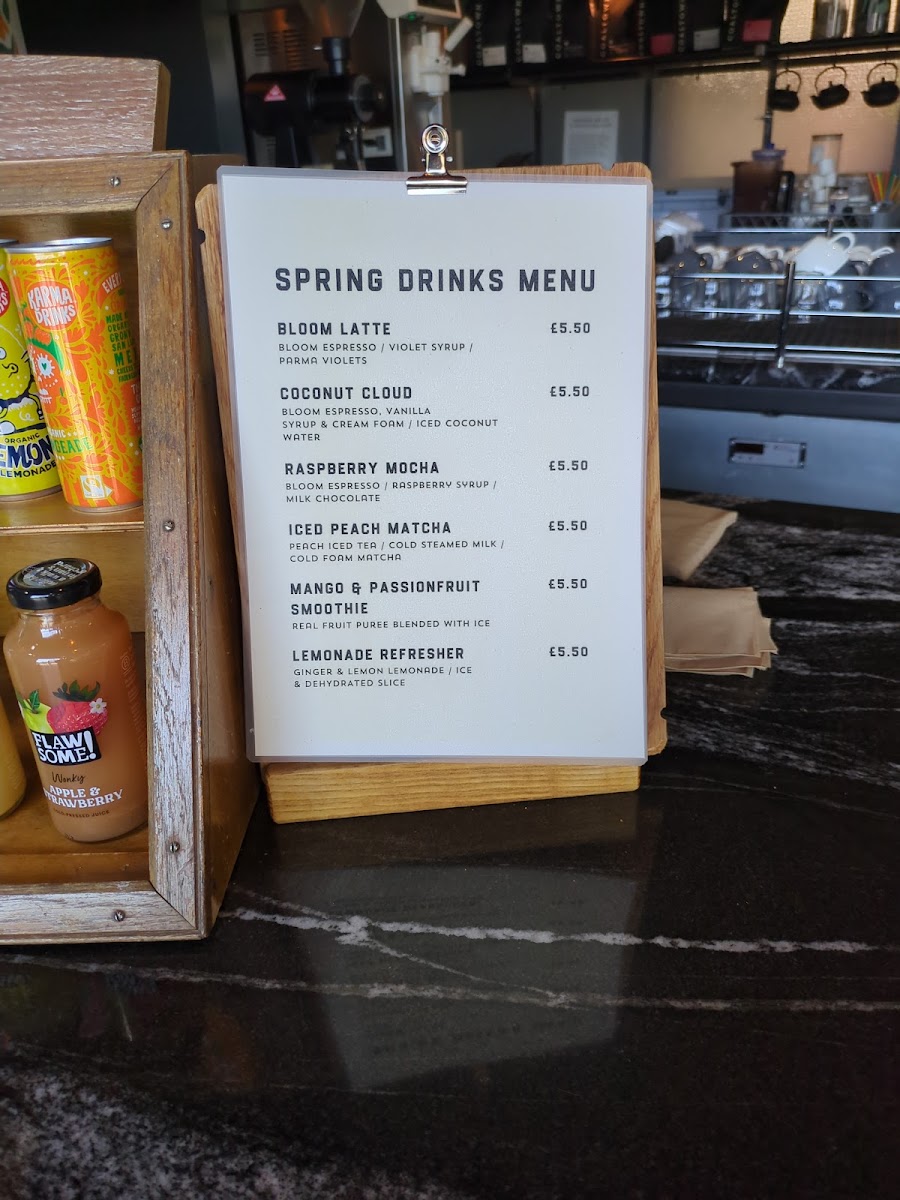 SPRING DRINKS MENU
BLOOM LATTE £5.50
BLOOM ESPRESSO / VIOLET SYRUP /
PARMA VIOLETS
COCONUT CLOUD £5.50
BLOOM ESPRESSO, VANILLA
SYRUP & CREAM FOAM / ICED COCONUT
WATER
RASPBERRY MOCHA £5.50
BLOOM ESPRESSO / RASPBERRY SYRUP /
MILK CHOCOLATE
ICED PEACH MATCHA £5.50
PEACH ICED TEA / COLD STEAMED MILK /
COLD FOAM MATCHA
MANGO & PASSIONFRUIT £5.50
SMOOTHIE
REAL FRUIT PUREE BLENDED WITH ICE
LEMONADE REFRESHER £5.50
GINGER & LEMON LEMONADE / ICE
& DEHYDRATED SLICE
KARMA
DRINKS
ORGANIC
EMON
LEMONADE
FLAW
SOME!
Wonky
APPLE &
STRAWBERRY